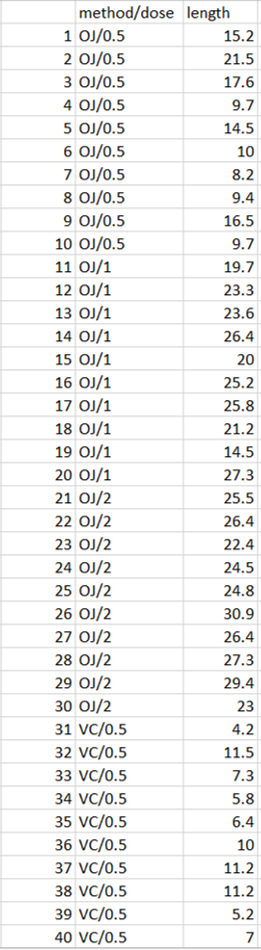 method/dose length
1 OJ/0.5 15.2
2 OJ/0.5 21.5
3 OJ/0.5 17.6
4 OJ/0.5 9.7
5 OJ/0.5 14.5
6 OJ/0.5 10
7 OJ/0.5 8.2
8 OJ/0.5 9.4
9 OJ/0.5 16.5
10 OJ/0.5 9.7
11 OJ/1 19.7
12 OJ/1 23.3
13 OJ/1 23.6
14 OJ/1 26.4
15 OJ/1 20
16 OJ/1 25.2
17 OJ/1 25.8
18 OJ/1 21.2
19 OJ/1 14.5
20 OJ/1 27.3
21 OJ/2 25.5
22 OJ/2 26.4
23 OJ/2 22.4
24 OJ/2 24.5
25 OJ/2 24.8
26 OJ/2 30.9
27 OJ/2 26.4
28 OJ/2 27.3
29 OJ/2 29.4
30 OJ/2 23
31 VC/0.5 4.2
32 VC/0.5 11.5
33 VC/0.5 7.3
34 VC/0.5 5.8
35 VC/0.5 6.4
36 VC/0.5 10
37 VC/0.5 11.2
38 VC/0.5 11.2
39 VC/0.5 5.2
40 VC/0.5 7